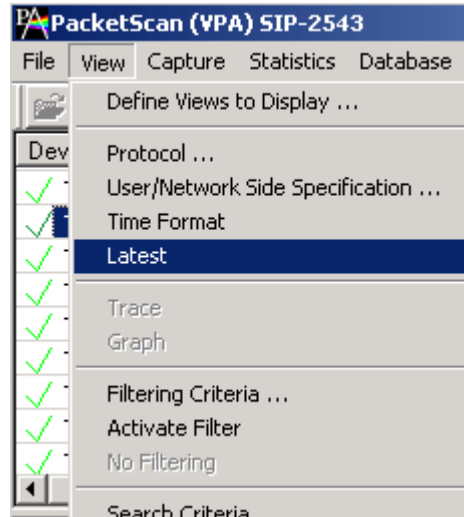 PA PacketScan (VPA) SIP-2543
File View Capture Statistics Database
Define Views to Display ...
Dev
Protocol ...
User/Network Side Specification ...
Time Format
Latest
Trace
Graph
Filtering Criteria ...
Activate Filter
No Filtering
Search Criteria